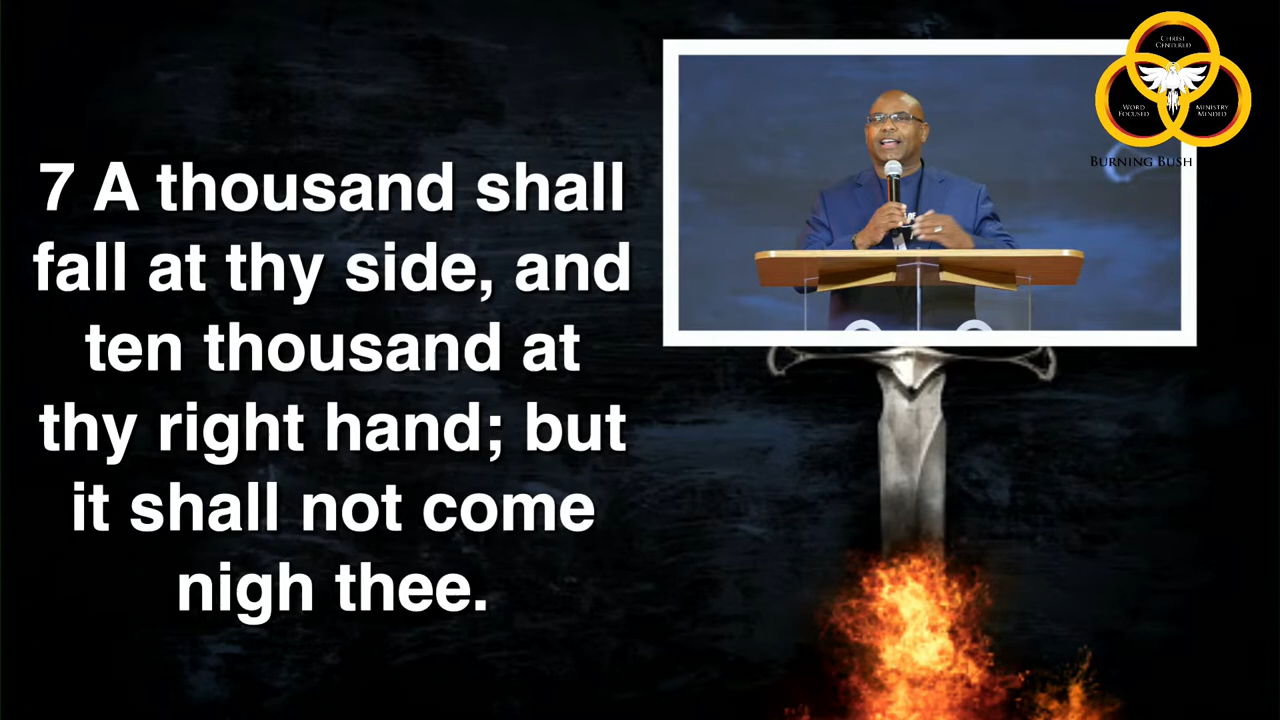 7 A thousand shall
fall at thy side, and
ten thousand at
thy right hand; but
it shall not come
nigh thee.
Christ
Centered
Word
Focused
Ministry
Minded
Burning Bush